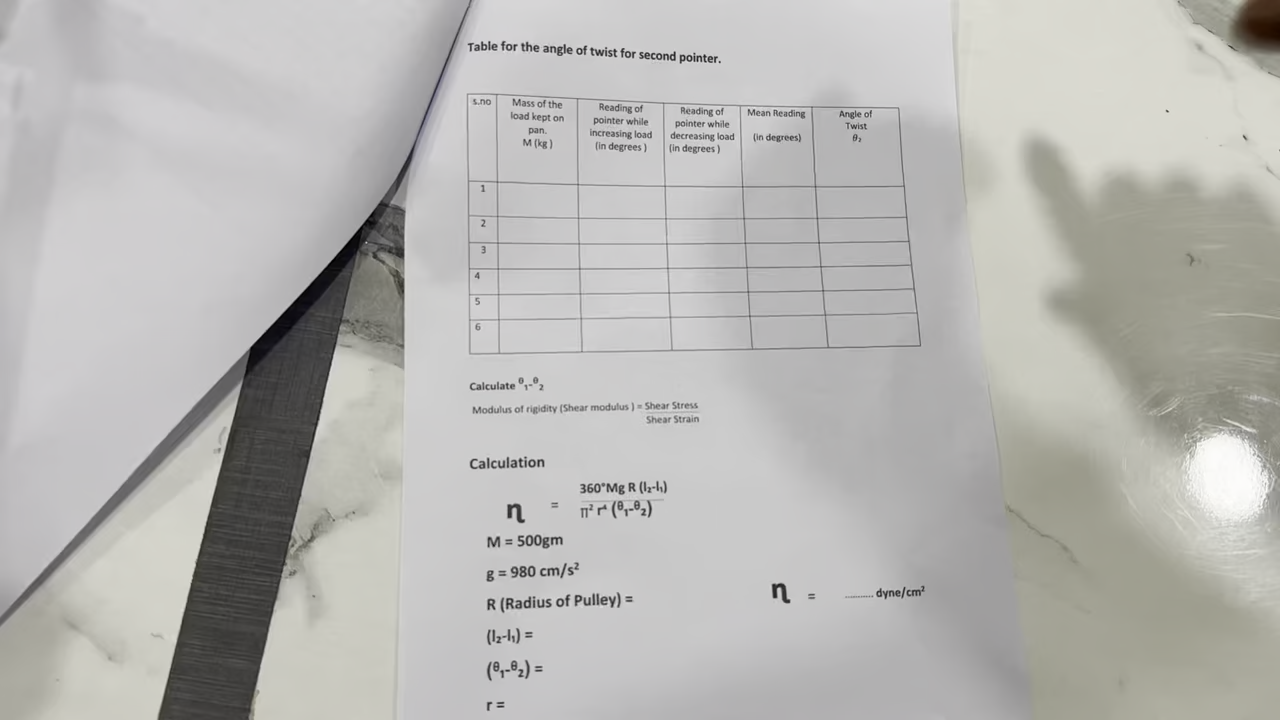 Table for the angle of twist for second pointer.
s.no
Mass of the
load kept on
pan.
M (kg )
Reading of
pointer while
increasing load
(in degrees )
Reading of
pointer while
decreasing load
(in degrees )
Mean Reading
(in degrees)
Angle of
Twist
θ₂
1
2
3
4
5
6
Calculate θ₁-θ₂
Modulus of rigidity (Shear modulus ) = Shear Stress
Shear Strain
Calculation
η = 360°Mg R (l₂-l₁)
π² r⁴ (θ₁-θ₂)
M = 500gm
g = 980 cm/s²
R (Radius of Pulley) =
η = ........... dyne/cm²
(l₂-l₁) =
(θ₁-θ₂) =
r =